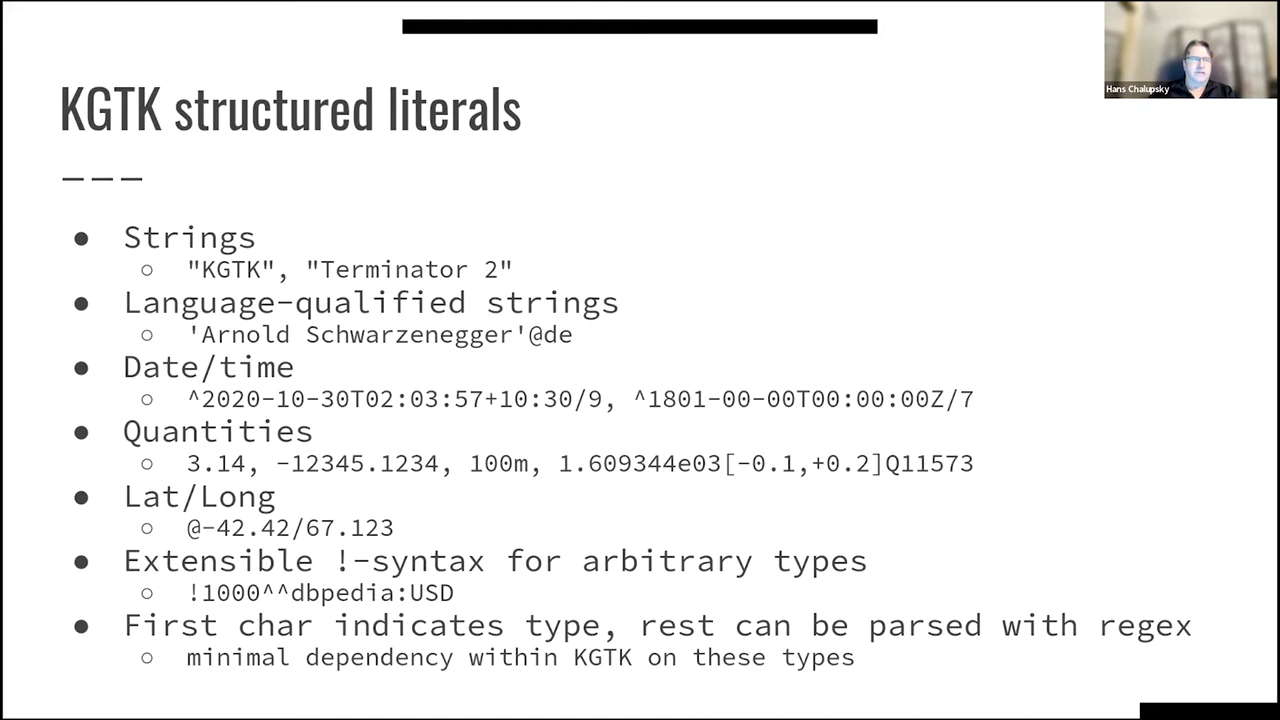 Hans Chalupsky
KGTK structured literals
● Strings
○ "KGTK", "Terminator 2"
● Language-qualified strings
○ 'Arnold Schwarzenegger'@de
● Date/time
○ ^2020-10-30T02:03:57+10:30/9, ^1801-00-00T00:00:00Z/7
● Quantities
○ 3.14, -12345.1234, 100m, 1.609344e03[-0.1,+0.2]Q11573
● Lat/Long
○ @-42.42/67.123
● Extensible !-syntax for arbitrary types
○ !1000^^dbpedia:USD
● First char indicates type, rest can be parsed with regex
○ minimal dependency within KGTK on these types